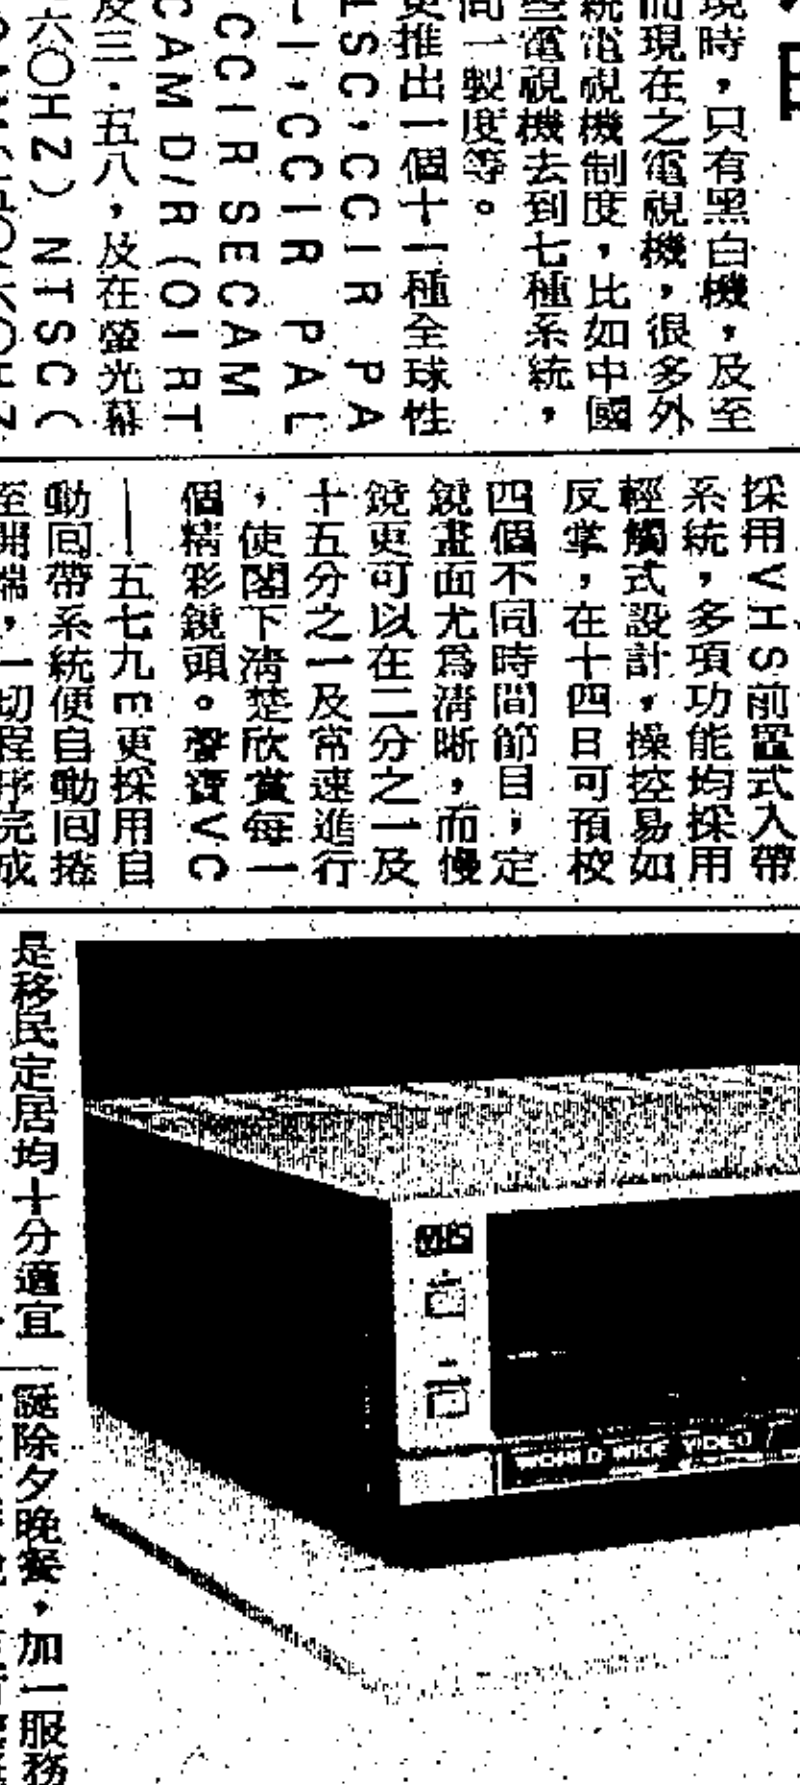 現時，只有黑白機，及至
而現在之電視機，很多外
統電視機制度，比如中國
些電視機去到七種系統，
同一製度等。
更推出一個十一種全球性
TSC，CCIR PA
L－I，CCIR PAL
CCIR SECAM
CAM D/R（OIRT
及三．五八，及在螢光幕
六〇HZ）NTSC（
採用VHS前置式入帶
系統，多項功能均採用
輕觸式設計，操控易如
反掌，在十四日可預校
四個不同時間節目；定
鏡畫面尤為清晰，而慢
鏡更可以在二分之一及
十五分之一及常速進行
，使閣下清楚欣賞每一
個精彩鏡頭。聲寶VC
－五七九E更採用自
動回帶系統便自動回捲
至開端，一切程序完成
WORLD WIDE VIDEO
是移民定居均十分適宜
誕除夕晚餐，加一服務